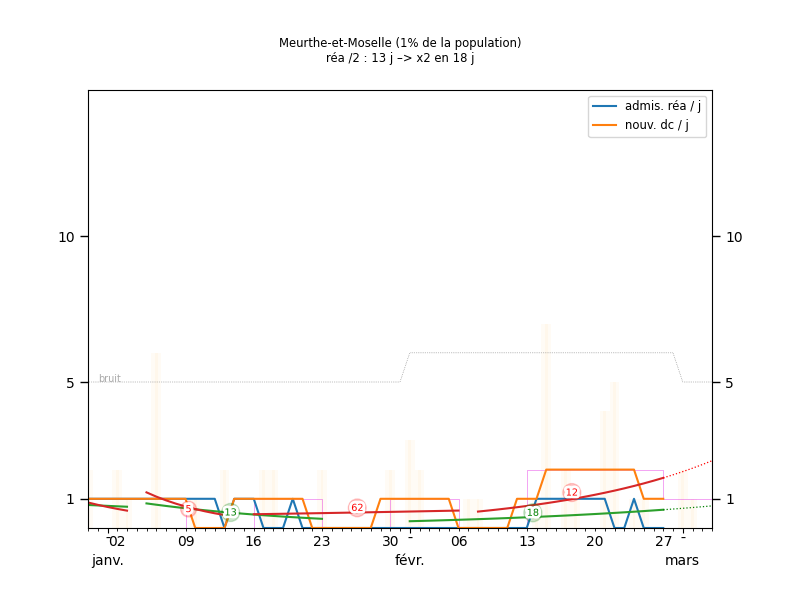 Meurthe-et-Moselle (1% de la population)
réa /2 : 13 j –> x2 en 18 j
admis. réa / j
nouv. dc / j
10 10
bruit
5 5
12
62
5 13 18
1 1
02 09 16 23 30 06 13 20 27
janv. févr. mars